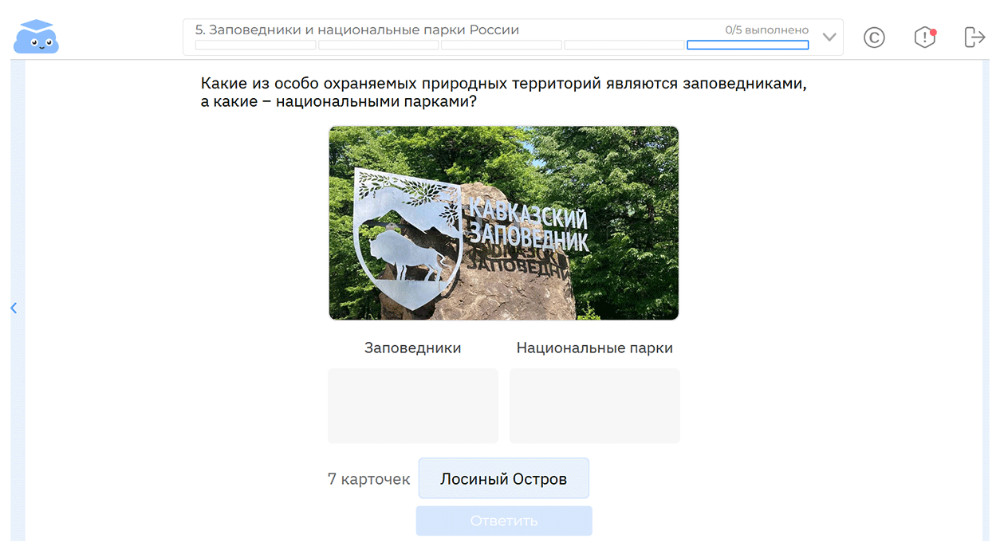 5. Заповедники и национальные парки России
0/5 выполнено
Какие из особо охраняемых природных территорий являются заповедниками,
а какие – национальными парками?
КАВКАЗСКИЙ
ЗАПОВЕДНИК
Заповедники
Национальные парки
7 карточек
Лосиный Остров
Ответить